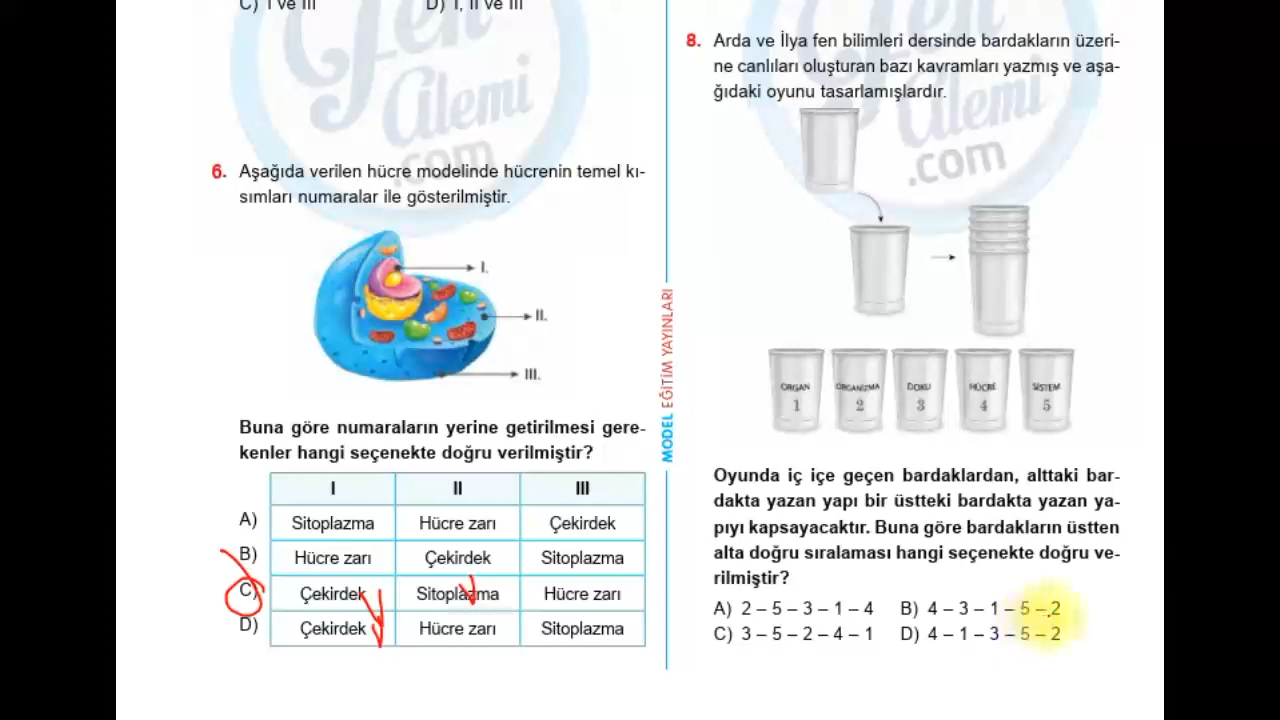 C) I ve III D) I, II ve III
Fen
Alemi
.com
6. Aşağıda verilen hücre modelinde hücrenin temel kı-
sımları numaralar ile gösterilmiştir.
I.
II.
III.
Buna göre numaraların yerine getirilmesi gere-
kenler hangi seçenekte doğru verilmiştir?
I II III
A) Sitoplazma Hücre zarı Çekirdek
B) Hücre zarı Çekirdek Sitoplazma
C) Çekirdek Sitoplazma Hücre zarı
D) Çekirdek Hücre zarı Sitoplazma
MODEL EĞİTİM YAYINLARI
8. Arda ve İlya fen bilimleri dersinde bardakların üzeri-
ne canlıları oluşturan bazı kavramları yazmış ve aşa-
ğıdaki oyunu tasarlamışlardır.
Alemi
.com
ORGAN ORGANİZMA DOKU HÜCRE SİSTEM
1 2 3 4 5
Oyunda iç içe geçen bardaklardan, alttaki bar-
dakta yazan yapı bir üstteki bardakta yazan ya-
pıyı kapsayacaktır. Buna göre bardakların üstten
alta doğru sıralaması hangi seçenekte doğru ve-
rilmiştir?
A) 2 – 5 – 3 – 1 – 4 B) 4 – 3 – 1 – 5 – 2
C) 3 – 5 – 2 – 4 – 1 D) 4 – 1 – 3 – 5 – 2